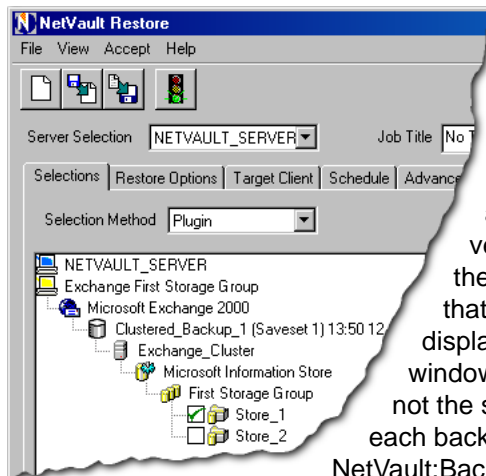 NetVault Restore
File View Accept Help
Server Selection NETVAULT_SERVER Job Title No
Selections Restore Options Target Client Schedule Advance
Selection Method Plugin
NETVAULT_SERVER
Exchange First Storage Group
Microsoft Exchange 2000
Clustered_Backup_1 (Saveset 1) 13:50 12
Exchange_Cluster
Microsoft Information Store
First Storage Group
Store_1
Store_2
the
that
displa
window
not the s
each back
NetVault:Bac